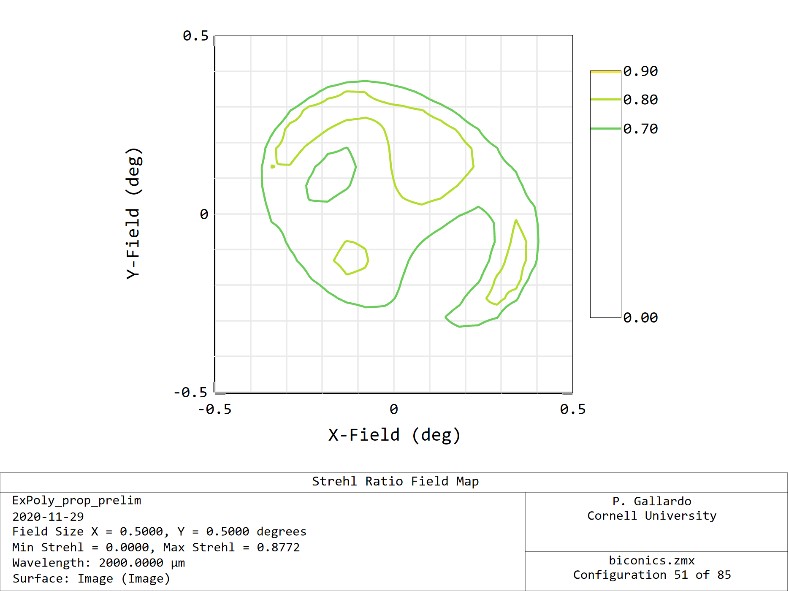 0.5
0
-0.5
-0.5
0
0.5
Y-Field (deg)
X-Field (deg)
0.90
0.80
0.70
0.00
Strehl Ratio Field Map
ExPoly_prop_prelim
2020-11-29
Field Size X = 0.5000, Y = 0.5000 degrees
Min Strehl = 0.0000, Max Strehl = 0.8772
Wavelength: 2000.0000 µm
Surface: Image (Image)
P. Gallardo
Cornell University
biconics.zmx
Configuration 51 of 85